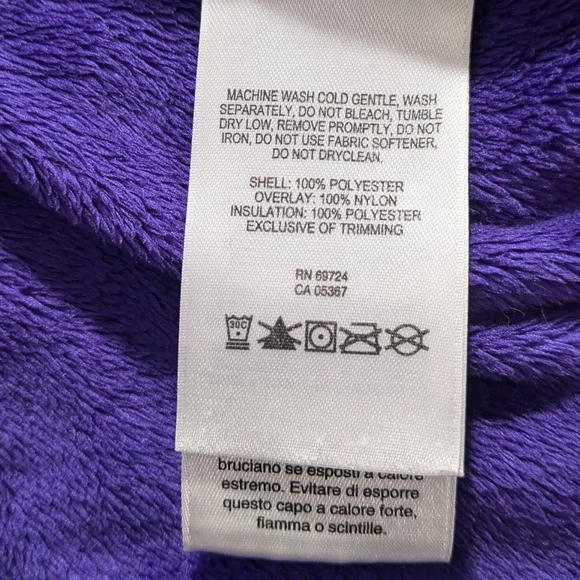 MACHINE WASH COLD GENTLE, WASH
SEPARATELY, DO NOT BLEACH, TUMBLE
DRY LOW, REMOVE PROMPTLY, DO NOT
IRON, DO NOT USE FABRIC SOFTENER,
DO NOT DRYCLEAN.
SHELL: 100% POLYESTER
OVERLAY: 100% NYLON
INSULATION: 100% POLYESTER
EXCLUSIVE OF TRIMMING
RN 69724
CA 05367
30C
bruciano se esposti a calore
estremo. Evitare di esporre
questo capo a calore forte,
fiamma o scintille.